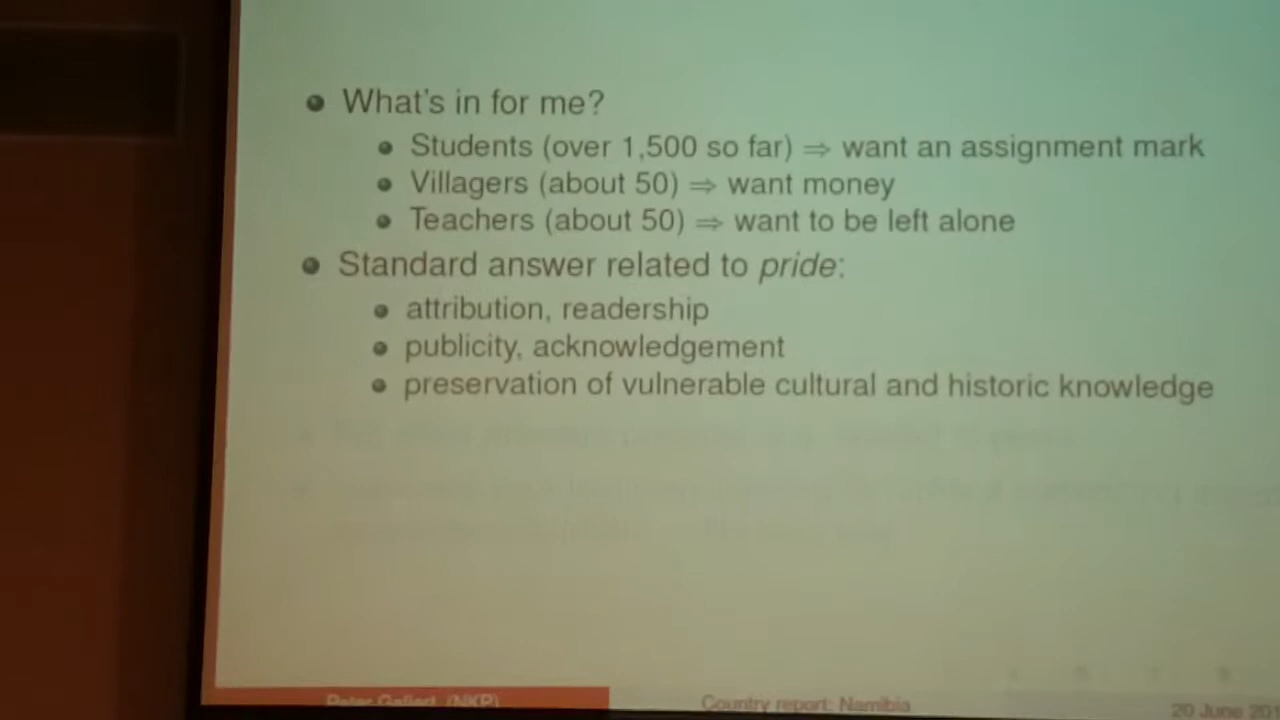 What's in for me?
Students (over 1,500 so far) ⇒ want an assignment mark
Villagers (about 50) ⇒ want money
Teachers (about 50) ⇒ want to be left alone
Standard answer related to pride:
attribution, readership
publicity, acknowledgement
preservation of vulnerable cultural and historic knowledge
Country report: Namibia
20 June